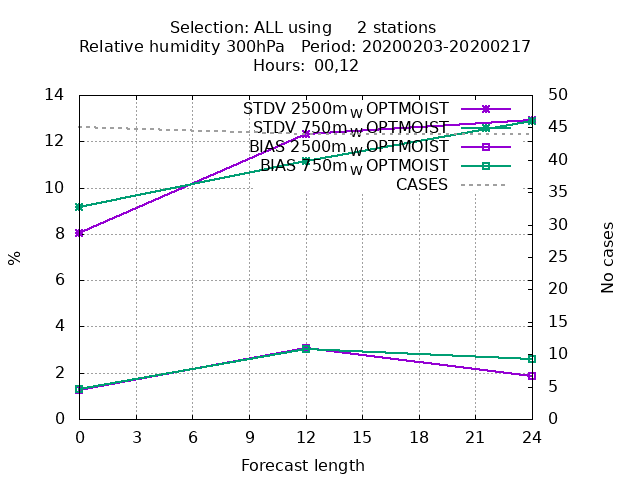 Selection: ALL using 2 stations
Relative humidity 300hPa Period: 20200203-20200217
Hours: 00,12
14 50
STDV 2500m_W OPTMOIST
STDV 750m_W OPTMOIST
BIAS 2500m_W OPTMOIST
BIAS 750m_W OPTMOIST
CASES
12
10
8
6
4
2
0
%
45
40
35
30
25
20
15
10
5
0
No cases
0 3 6 9 12 15 18 21 24
Forecast length